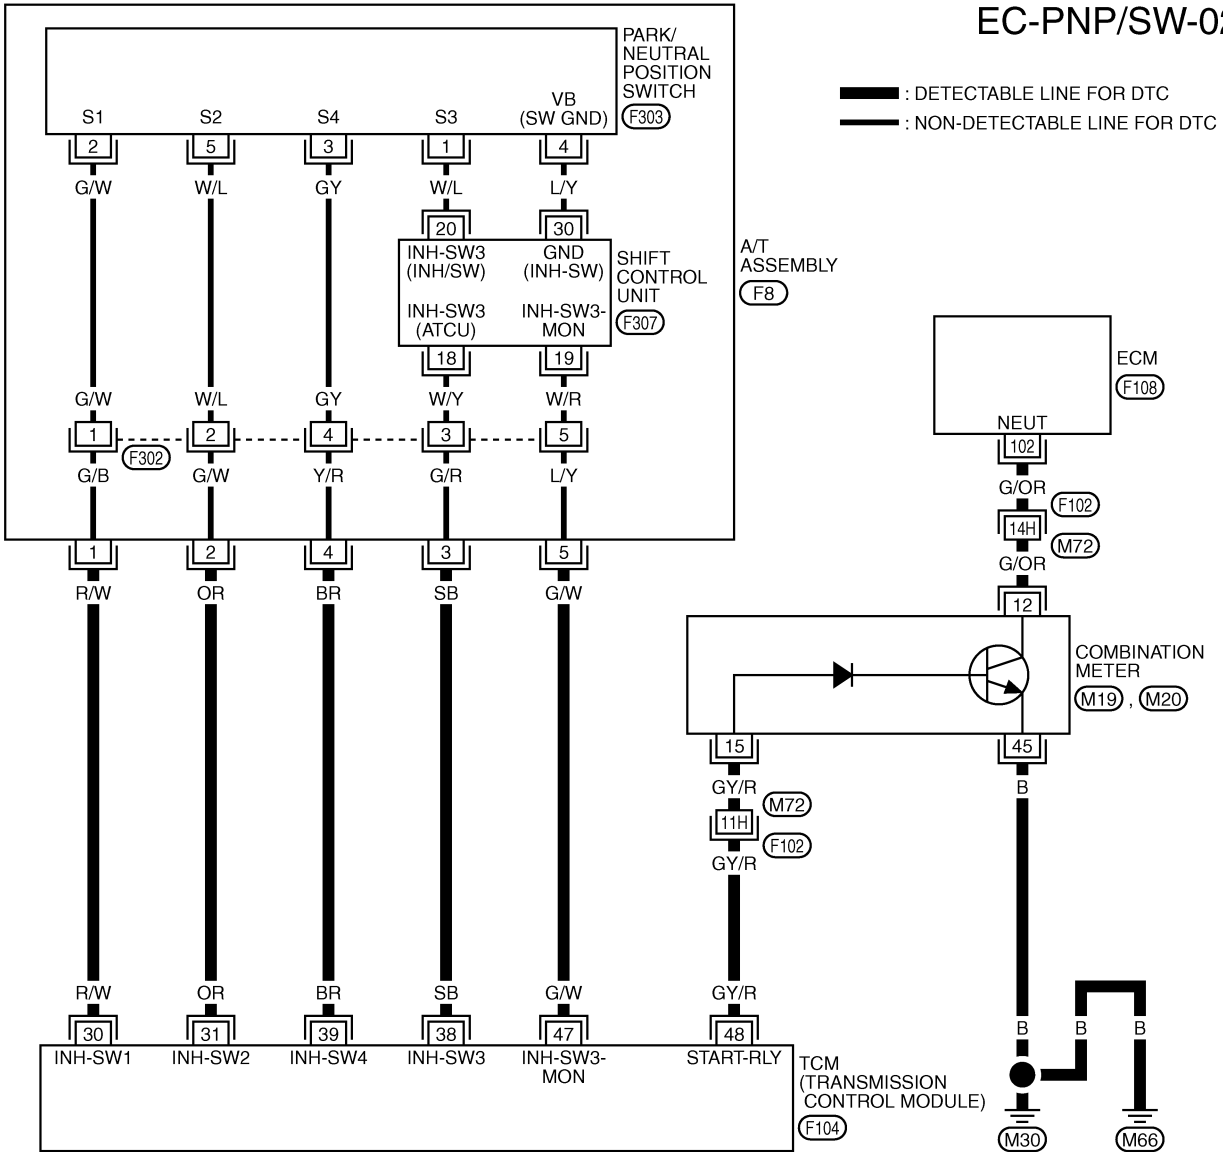 EC-PNP/SW-02
: DETECTABLE LINE FOR DTC
: NON-DETECTABLE LINE FOR DTC
PARK/
NEUTRAL
POSITION
SWITCH
F303
VB
S1 S2 S4 S3 (SW GND)
2 5 3 1 4
G/W W/L GY W/L L/Y
20 30
INH-SW3 GND
(INH/SW) (INH-SW)
INH-SW3 INH-SW3-
(ATCU) MON
18 19
SHIFT
CONTROL
UNIT
F307
A/T
ASSEMBLY
F8
G/W W/L GY W/Y W/R
1 2 4 3 5
F302
G/B G/W Y/R G/R L/Y
1 2 4 3 5
R/W OR BR SB G/W
ECM
F108
NEUT
102
G/OR
F102
14H
M72
G/OR
12
COMBINATION
METER
M19 , M20
15 45
GY/R B
M72
11H
F102
GY/R
R/W OR BR SB G/W GY/R
30 31 39 38 47 48
INH-SW1 INH-SW2 INH-SW4 INH-SW3 INH-SW3- START-RLY
MON
TCM
(TRANSMISSION
CONTROL MODULE)
F104
B B B
M30 M66